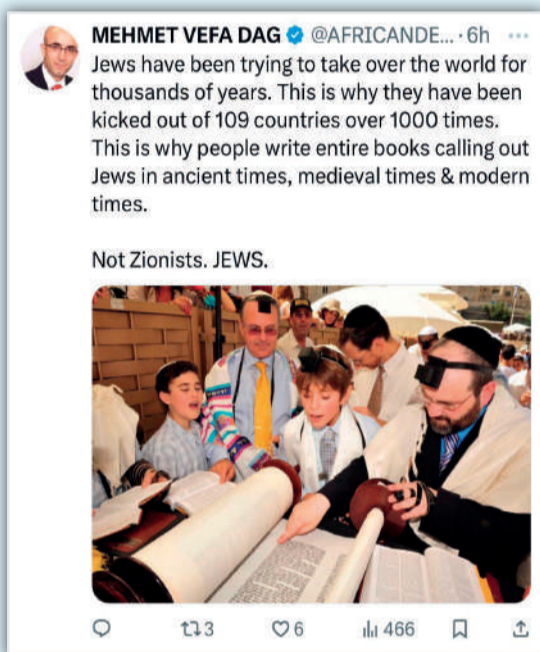 MEHMET VEFA DAG @AFRICANDE... · 6h ...
Jews have been trying to take over the world for
thousands of years. This is why they have been
kicked out of 109 countries over 1000 times.
This is why people write entire books calling out
Jews in ancient times, medieval times & modern
times.
Not Zionists. JEWS.
3 6 466